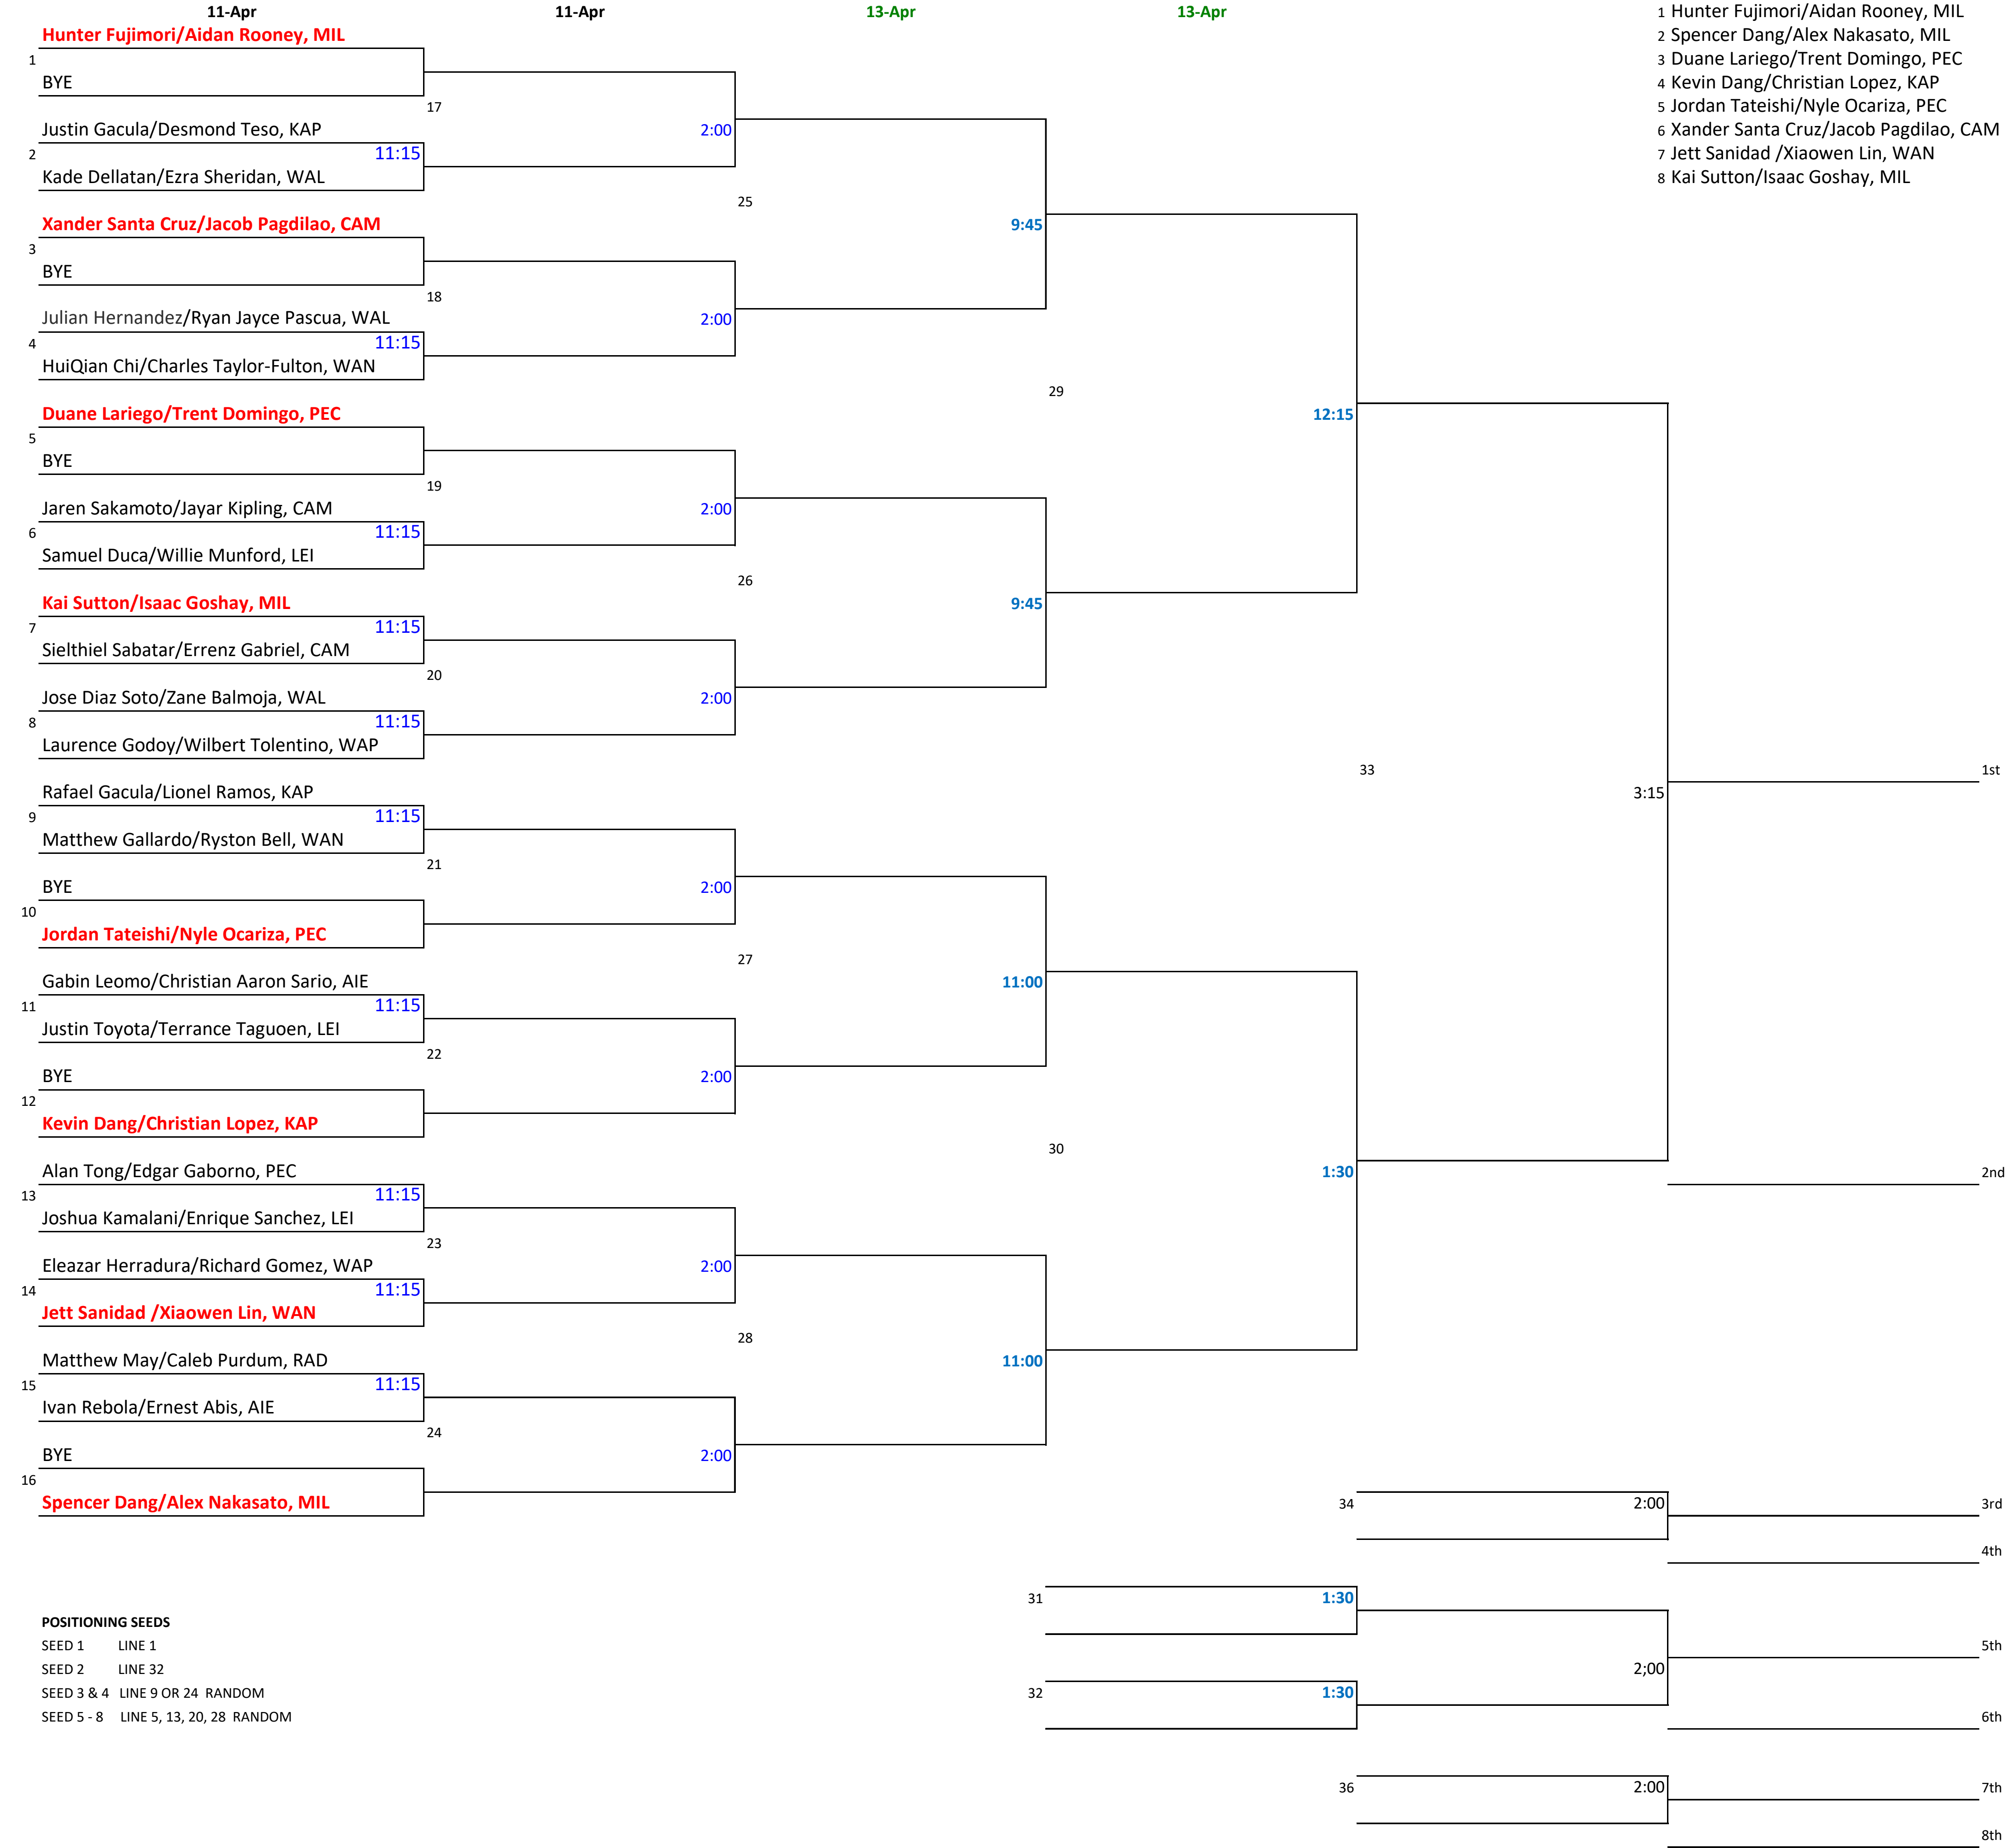 11-Apr 11-Apr 13-Apr 13-Apr
1 Hunter Fujimori/Aidan Rooney, MIL
2 Spencer Dang/Alex Nakasato, MIL
3 Duane Lariego/Trent Domingo, PEC
4 Kevin Dang/Christian Lopez, KAP
5 Jordan Tateishi/Nyle Ocariza, PEC
6 Xander Santa Cruz/Jacob Pagdilao, CAM
7 Jett Sanidad /Xiaowen Lin, WAN
8 Kai Sutton/Isaac Goshay, MIL
Hunter Fujimori/Aidan Rooney, MIL
1
BYE
17
Justin Gacula/Desmond Teso, KAP
2:00
2 11:15
Kade Dellatan/Ezra Sheridan, WAL
25
Xander Santa Cruz/Jacob Pagdilao, CAM
9:45
3
BYE
18
Julian Hernandez/Ryan Jayce Pascua, WAL
2:00
4 11:15
HuiQian Chi/Charles Taylor-Fulton, WAN
29
Duane Lariego/Trent Domingo, PEC
12:15
5
BYE
19
Jaren Sakamoto/Jayar Kipling, CAM
2:00
6 11:15
Samuel Duca/Willie Munford, LEI
26
Kai Sutton/Isaac Goshay, MIL
9:45
7 11:15
Sielthiel Sabatar/Errenz Gabriel, CAM
20
Jose Diaz Soto/Zane Balmoja, WAL
2:00
8 11:15
Laurence Godoy/Wilbert Tolentino, WAP
33
1st
Rafael Gacula/Lionel Ramos, KAP
3:15
9 11:15
Matthew Gallardo/Ryston Bell, WAN
21
BYE
2:00
10
Jordan Tateishi/Nyle Ocariza, PEC
27
Gabin Leomo/Christian Aaron Sario, AIE
11:00
11 11:15
Justin Toyota/Terrance Taguoen, LEI
22
BYE
2:00
12
Kevin Dang/Christian Lopez, KAP
30
Alan Tong/Edgar Gaborno, PEC
1:30
2nd
13 11:15
Joshua Kamalani/Enrique Sanchez, LEI
23
Eleazar Herradura/Richard Gomez, WAP
2:00
14 11:15
Jett Sanidad /Xiaowen Lin, WAN
28
Matthew May/Caleb Purdum, RAD
11:00
15 11:15
Ivan Rebola/Ernest Abis, AIE
24
BYE
2:00
16
Spencer Dang/Alex Nakasato, MIL
34 2:00 3rd
4th
31 1:30
POSITIONING SEEDS
SEED 1 LINE 1
5th
SEED 2 LINE 32
2;00
SEED 3 & 4 LINE 9 OR 24 RANDOM
32 1:30
SEED 5 - 8 LINE 5, 13, 20, 28 RANDOM
6th
36 2:00 7th
8th